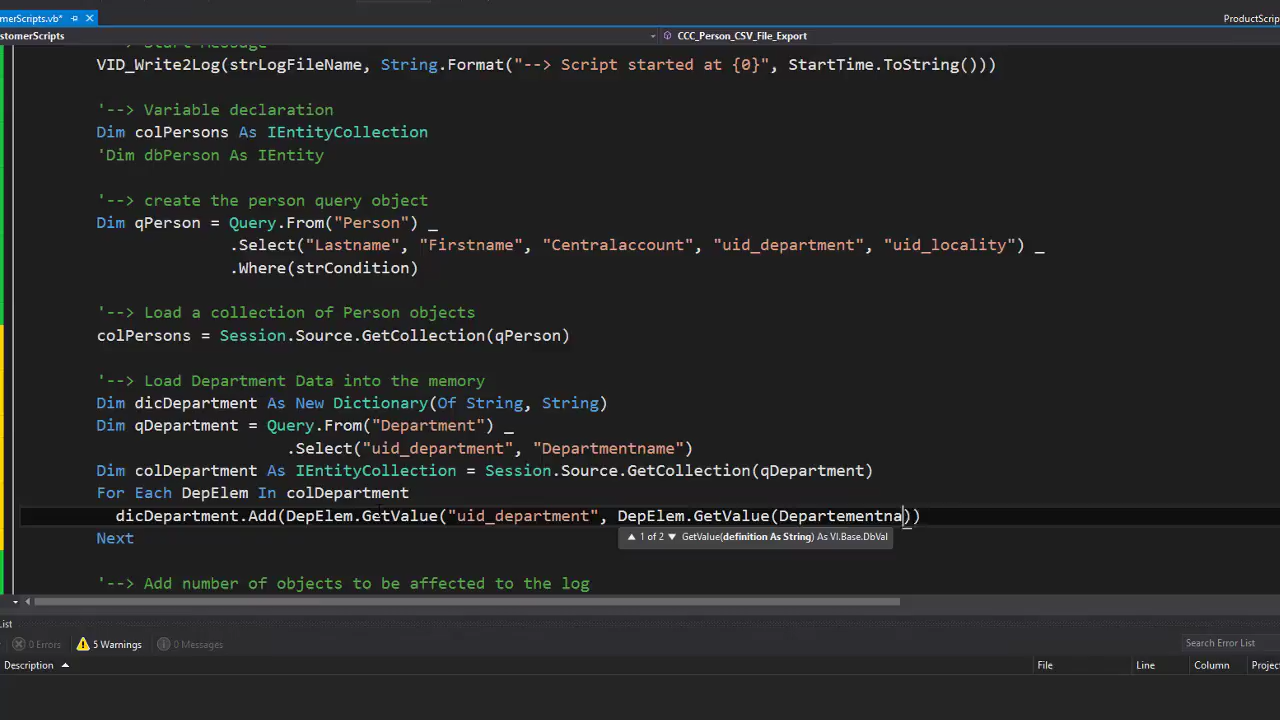 merScripts.vb*
ProductScrip
stomerScripts
CCC_Person_CSV_File_Export
'--> Start Message
VID_Write2Log(strLogFileName, String.Format("--> Script started at {0}", StartTime.ToString()))
'--> Variable declaration
Dim colPersons As IEntityCollection
'Dim dbPerson As IEntity
'--> create the person query object
Dim qPerson = Query.From("Person") _
.Select("Lastname", "Firstname", "Centralaccount", "uid_department", "uid_locality") _
.Where(strCondition)
'--> Load a collection of Person objects
colPersons = Session.Source.GetCollection(qPerson)
'--> Load Department Data into the memory
Dim dicDepartment As New Dictionary(Of String, String)
Dim qDepartment = Query.From("Department") _
.Select("uid_department", "Departmentname")
Dim colDepartment As IEntityCollection = Session.Source.GetCollection(qDepartment)
For Each DepElem In colDepartment
dicDepartment.Add(DepElem.GetValue("uid_department", DepElem.GetValue(Departementna))
▲ 1 of 2 ▼ GetValue(definition As String) As VI.Base.DbVal
Next
'--> Add number of objects to be affected to the log
List
0 Errors
5 Warnings
0 Messages
Search Error List
Description
File
Line
Column
Projec